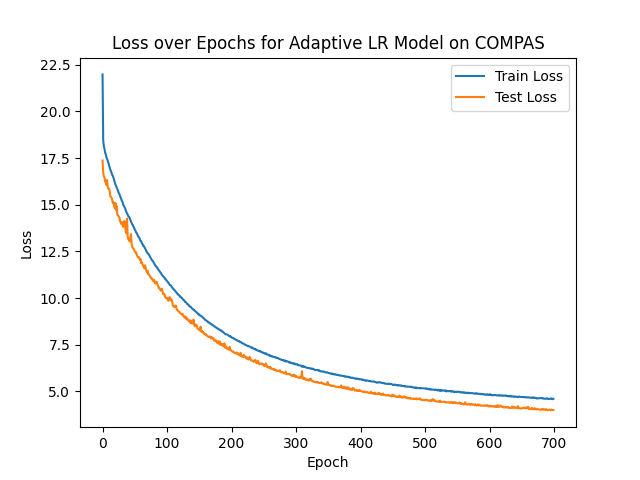 Loss over Epochs for Adaptive LR Model on COMPAS
Train Loss
Test Loss
22.5
20.0
17.5
15.0
12.5
10.0
7.5
5.0
Loss
0 100 200 300 400 500 600 700
Epoch